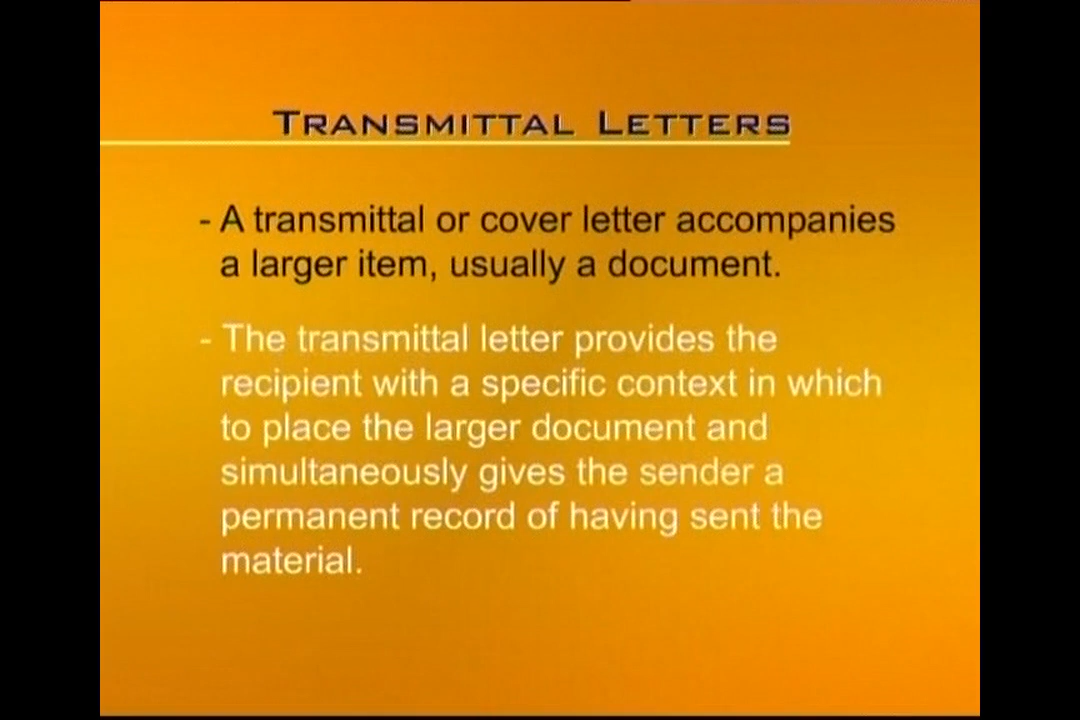 TRANSMITTAL LETTERS
- A transmittal or cover letter accompanies
a larger item, usually a document.
- The transmittal letter provides the
recipient with a specific context in which
to place the larger document and
simultaneously gives the sender a
permanent record of having sent the
material.